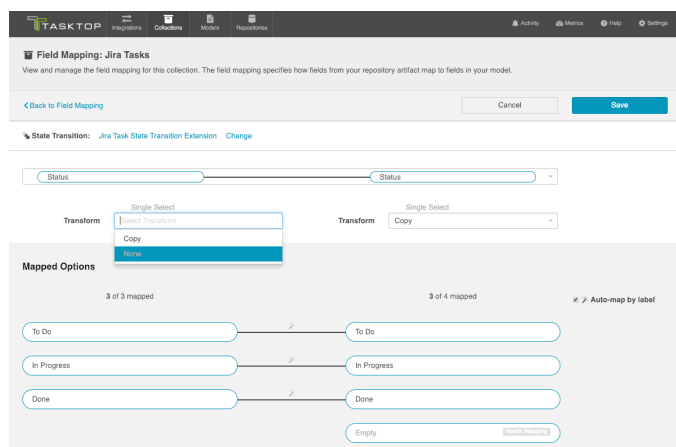 TASKTOP
Integrations
Collections
Models
Repositories
Activity
Metrics
Help
Settings
Field Mapping: Jira Tasks
View and manage the field mapping for this collection. The field mapping specifies how fields from your repository artifact map to fields in your model.
Back to Field Mapping
Cancel
Save
State Transition: Jira Task State Transition Extension Change
Status
Status
Single Select
Single Select
Transform
Select Transform
Transform
Copy
Copy
None
Mapped Options
3 of 3 mapped
3 of 4 mapped
Auto-map by label
To Do
To Do
In Progress
In Progress
Done
Done
Empty
Needs Mapping